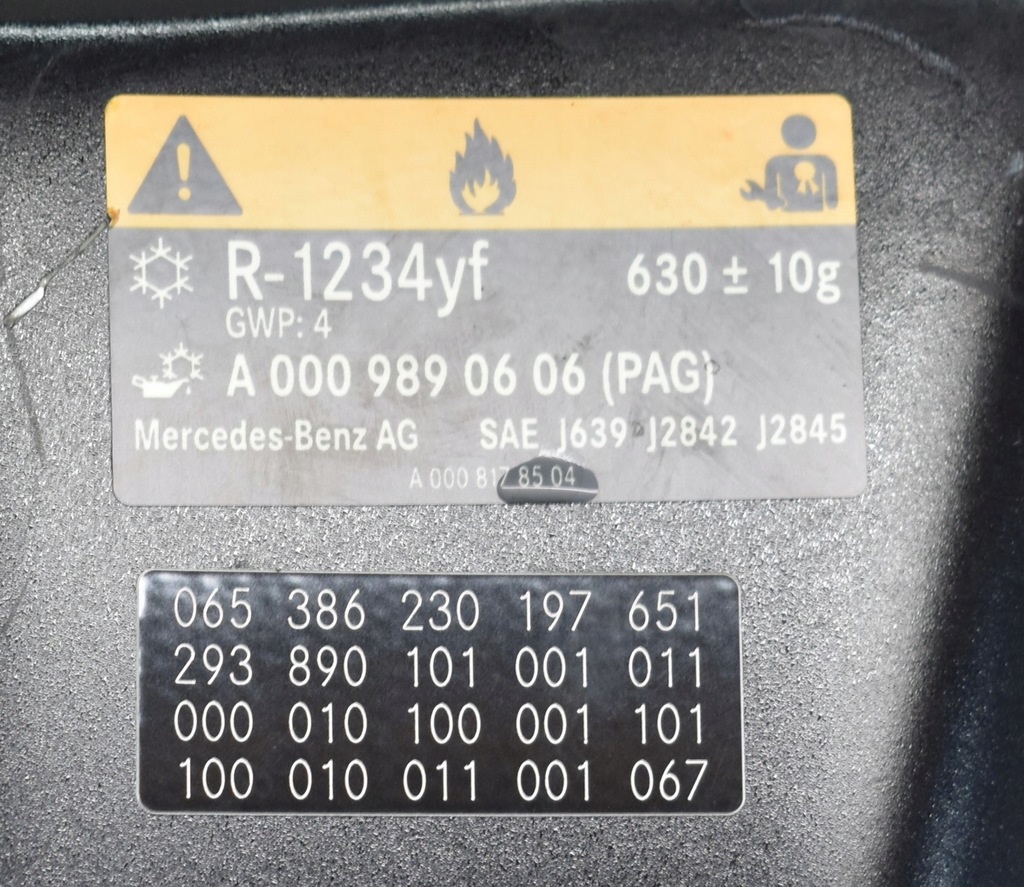 R-1234yf 630 ± 10g
GWP: 4
A 000 989 06 06 (PAG)
Mercedes-Benz AG SAE J639 J2842 J2845
A 000 817 85 04
065 386 230 197 651
293 890 101 001 011
000 010 100 001 101
100 010 011 001 067